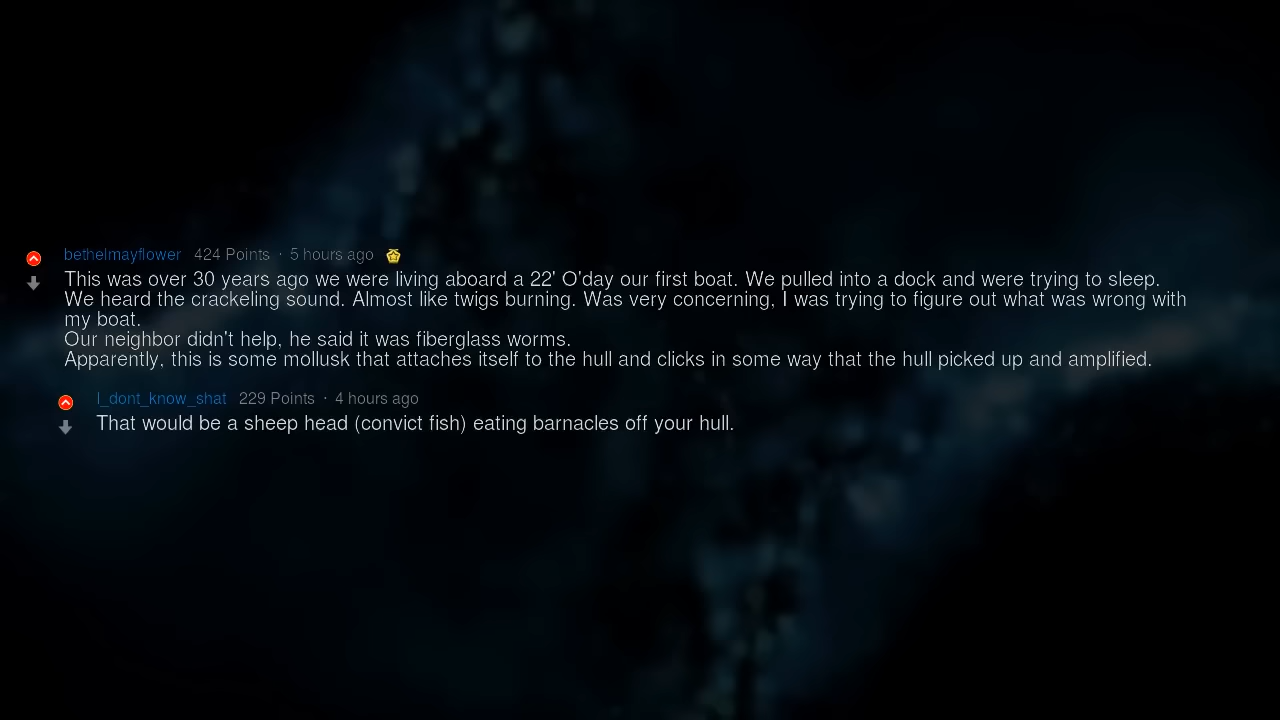 bethelmayflower 424 Points · 5 hours ago
This was over 30 years ago we were living aboard a 22' O'day our first boat. We pulled into a dock and were trying to sleep.
We heard the crackeling sound. Almost like twigs burning. Was very concerning, I was trying to figure out what was wrong with
my boat.
Our neighbor didn't help, he said it was fiberglass worms.
Apparently, this is some mollusk that attaches itself to the hull and clicks in some way that the hull picked up and amplified.
I_dont_know_shat 229 Points · 4 hours ago
That would be a sheep head (convict fish) eating barnacles off your hull.